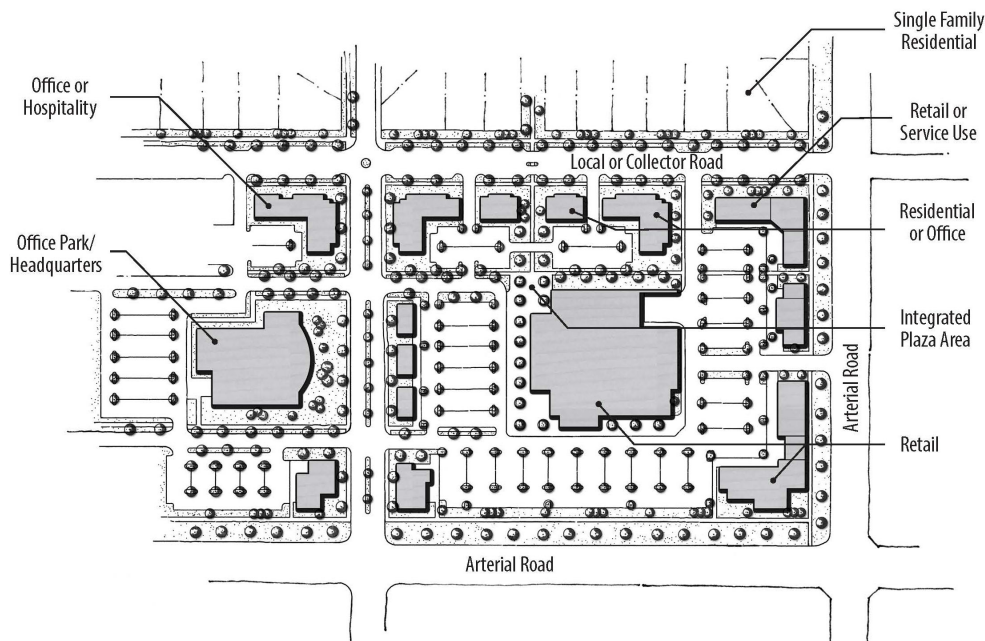 Single Family
Residential
Office or
Hospitality
Retail or
Service Use
Local or Collector Road
Residential
or Office
Office Park/
Headquarters
Integrated
Plaza Area
Arterial Road
Retail
Arterial Road